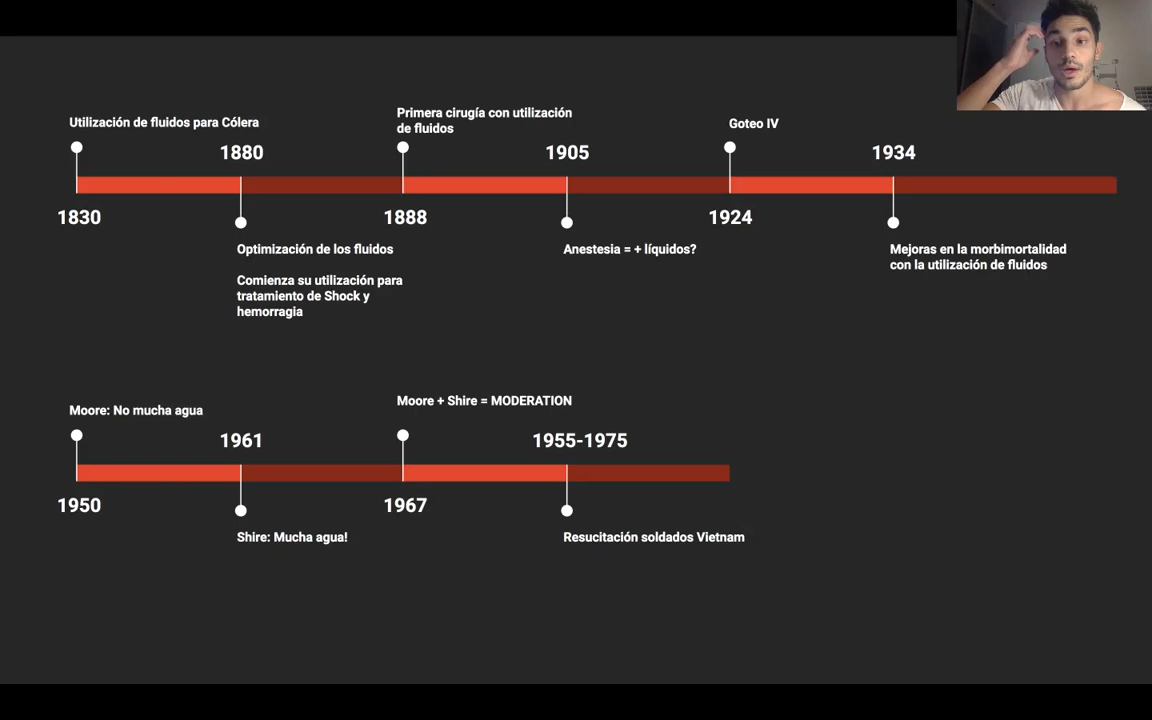 Utilización de fluidos para Cólera
Primera cirugía con utilización
de fluidos
Goteo IV
1880
1905
1934
1830
1888
1924
Optimización de los fluidos
Comienza su utilización para
tratamiento de Shock y
hemorragia
Anestesia = + líquidos?
Mejoras en la morbimortalidad
con la utilización de fluidos
Moore: No mucha agua
Moore + Shire = MODERATION
1961
1955-1975
1950
1967
Shire: Mucha agua!
Resucitación soldados Vietnam